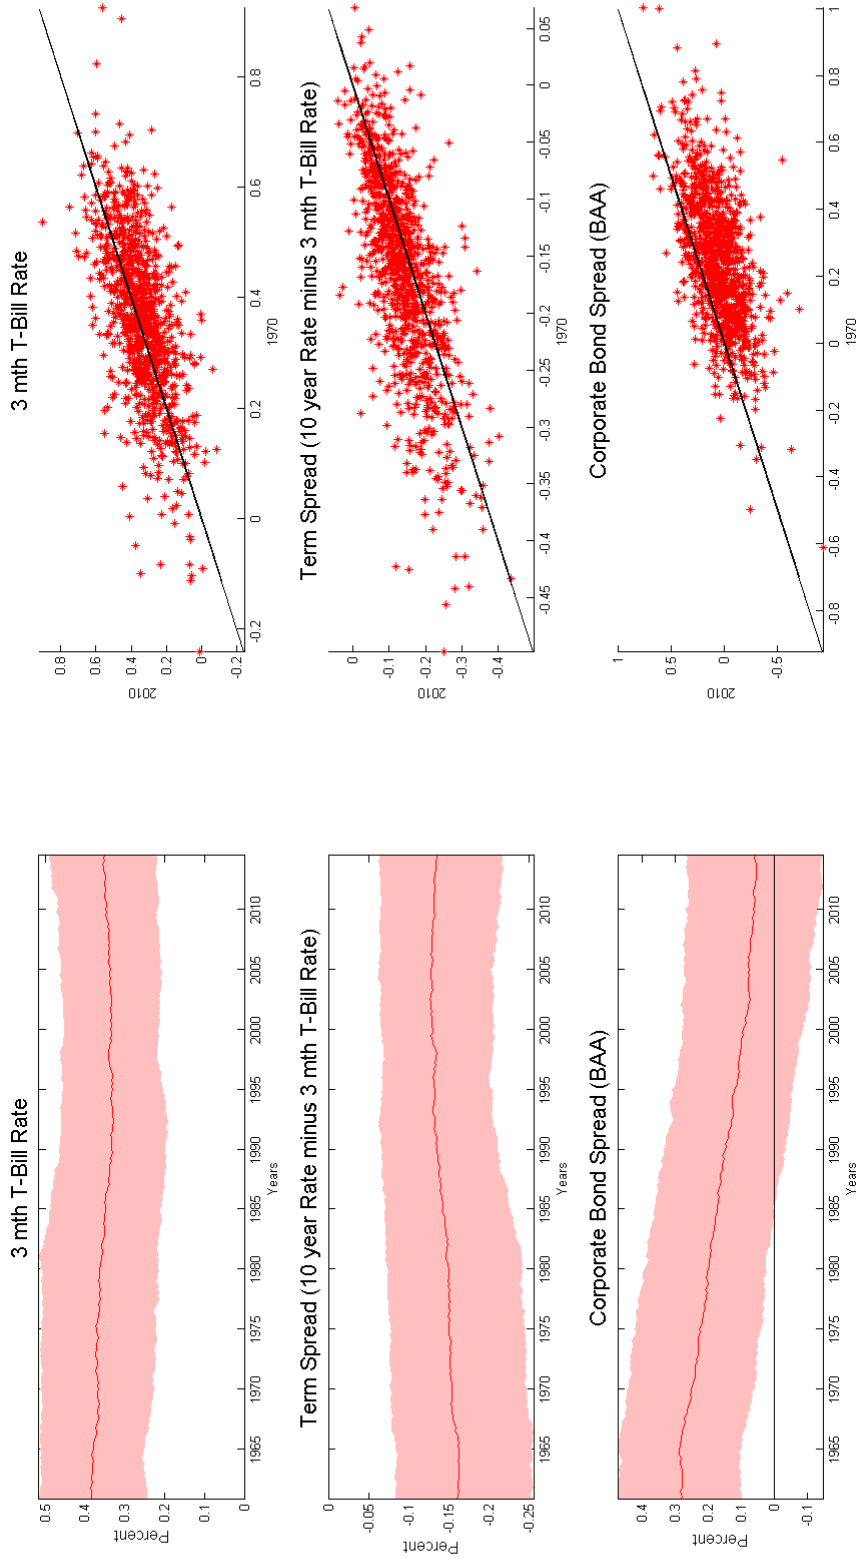 3 mth T-Bill Rate
Percent
0.5
0.4
0.3
0.2
0.1
0
1965 1970 1975 1980 1985 1990 1995 2000 2005 2010
Years
3 mth T-Bill Rate
2010
0.8
0.6
0.4
0.2
0
-0.2
-0.2 0 0.2 0.4 0.6 0.8
1970
Term Spread (10 year Rate minus 3 mth T-Bill Rate)
Percent
0
-0.05
-0.1
-0.15
-0.2
-0.25
1965 1970 1975 1980 1985 1990 1995 2000 2005 2010
Years
Term Spread (10 year Rate minus 3 mth T-Bill Rate)
2010
0
-0.1
-0.2
-0.3
-0.4
-0.45 -0.4 -0.35 -0.3 -0.25 -0.2 -0.15 -0.1 -0.05 0 0.05
1970
Corporate Bond Spread (BAA)
Percent
0.4
0.3
0.2
0.1
0
-0.1
1965 1970 1975 1980 1985 1990 1995 2000 2005 2010
Years
Corporate Bond Spread (BAA)
2010
1
0.5
0
-0.5
-0.8 -0.6 -0.4 -0.2 0 0.2 0.4 0.6 0.8 1
1970